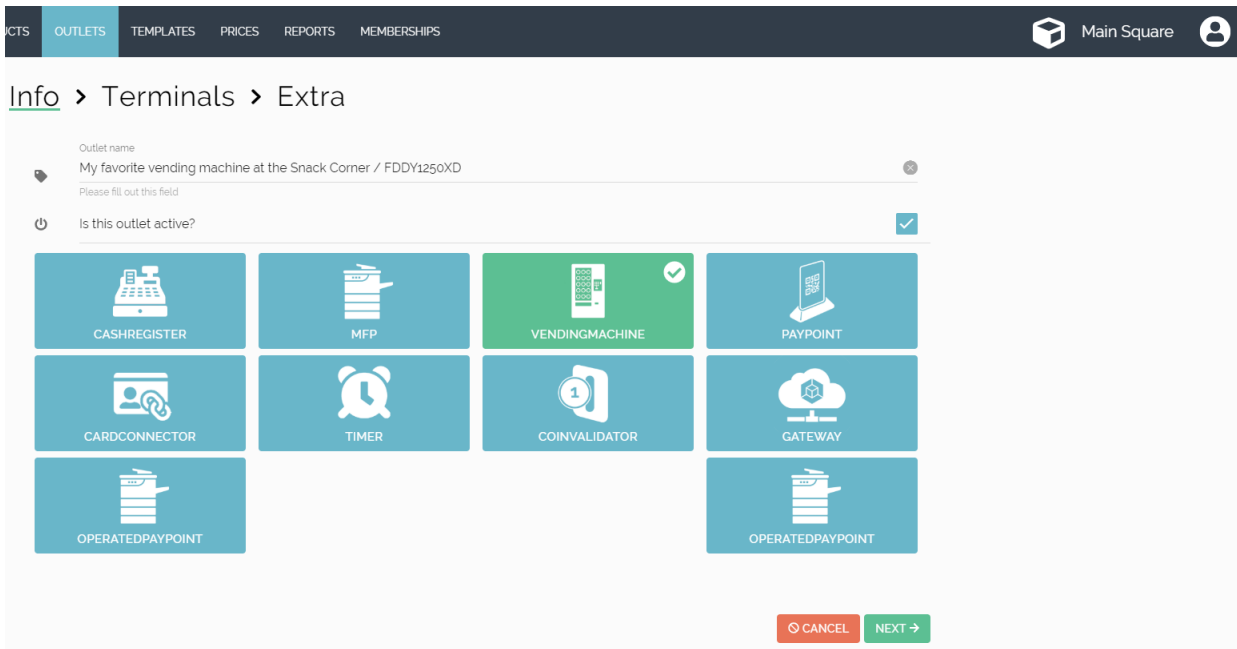 OUTLETS TEMPLATES PRICES REPORTS MEMBERSHIPS Main Square
Info > Terminals > Extra
Outlet name
My favorite vending machine at the Snack Corner / FDDY1250XD
Please fill out this field
Is this outlet active?
CASHREGISTER MFP VENDINGMACHINE PAYPOINT
1
CARDCONNECTOR TIMER COINVALIDATOR GATEWAY
OPERATEDPAYPOINT OPERATEDPAYPOINT
CANCEL NEXT →